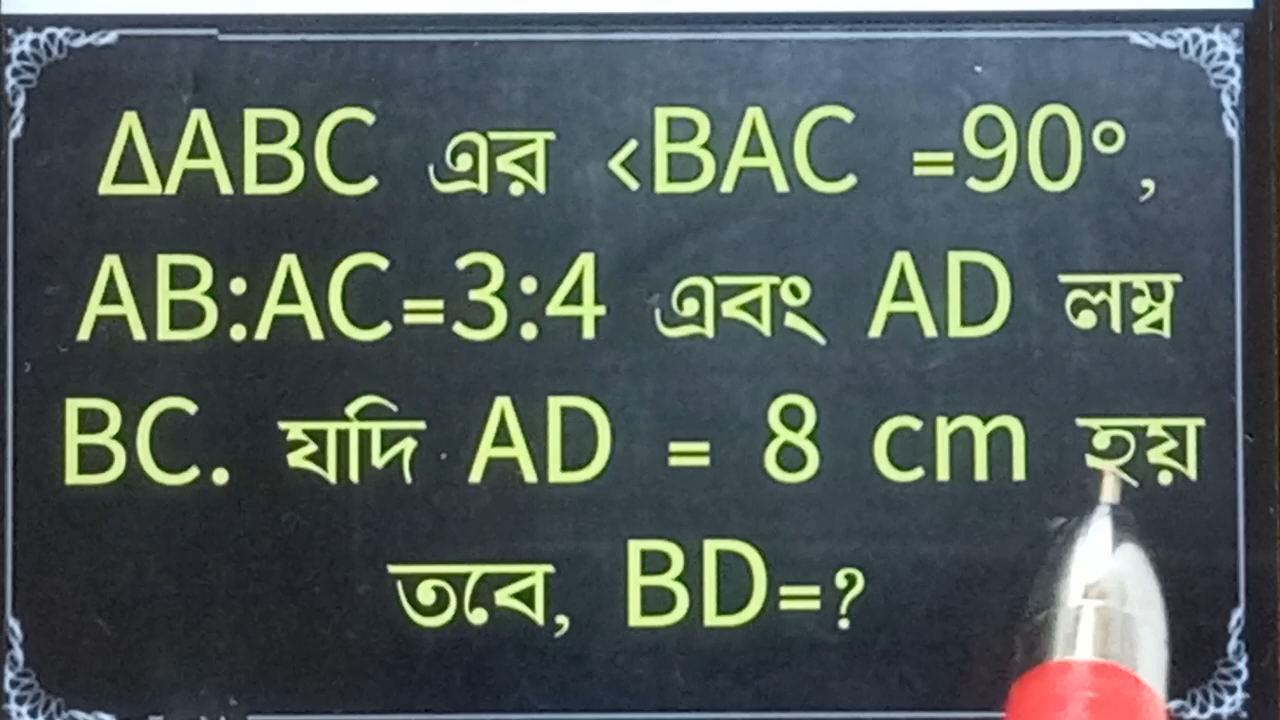 ΔABC এর <BAC =90°,
AB:AC=3:4 এবং AD লম্ব
BC. যদি AD = 8 cm হয়
তবে, BD=?